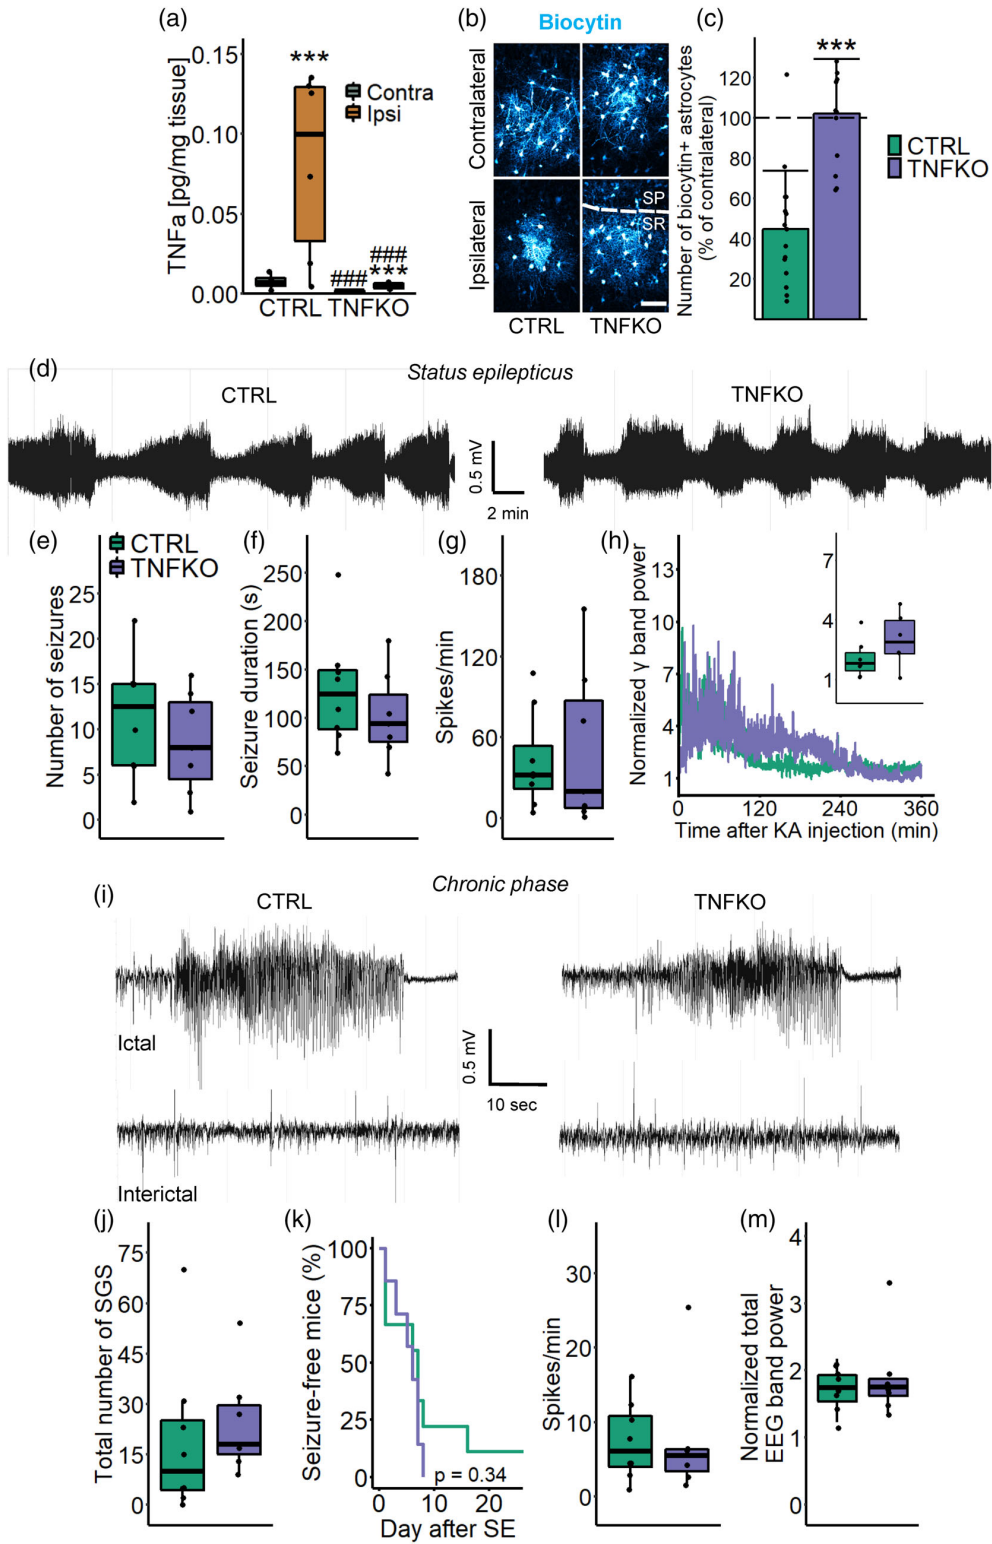 (a)
TNFa [pg/mg tissue]
0.15
0.10
0.05
0.00
***
Contra
Ipsi
###
###
***
CTRL TNFKO
(b)
Biocytin
Contralateral
Ipsilateral
SP
SR
CTRL TNFKO
(c)
Number of biocytin+ astrocytes
(% of contralateral)
120
100
80
60
40
20
***
CTRL
TNFKO
(d)
Status epilepticus
CTRL
TNFKO
0.5 mV
2 min
(e)
CTRL
TNFKO
Number of seizures
25
20
15
10
5
0
(f)
Seizure duration (s)
250
200
150
100
50
0
(g)
Spikes/min
180
120
60
0
(h)
Normalized γ band power
13
10
7
4
1
7
4
1
0 120 240 360
Time after KA injection (min)
(i)
Chronic phase
CTRL
TNFKO
Ictal
0.5 mV
10 sec
Interictal
(j)
Total number of SGS
75
60
45
30
15
0
(k)
Seizure-free mice (%)
100
75
50
25
0
p = 0.34
0 10 20
Day after SE
(l)
Spikes/min
30
20
10
0
(m)
Normalized total
EEG band power
4
3
2
1
0